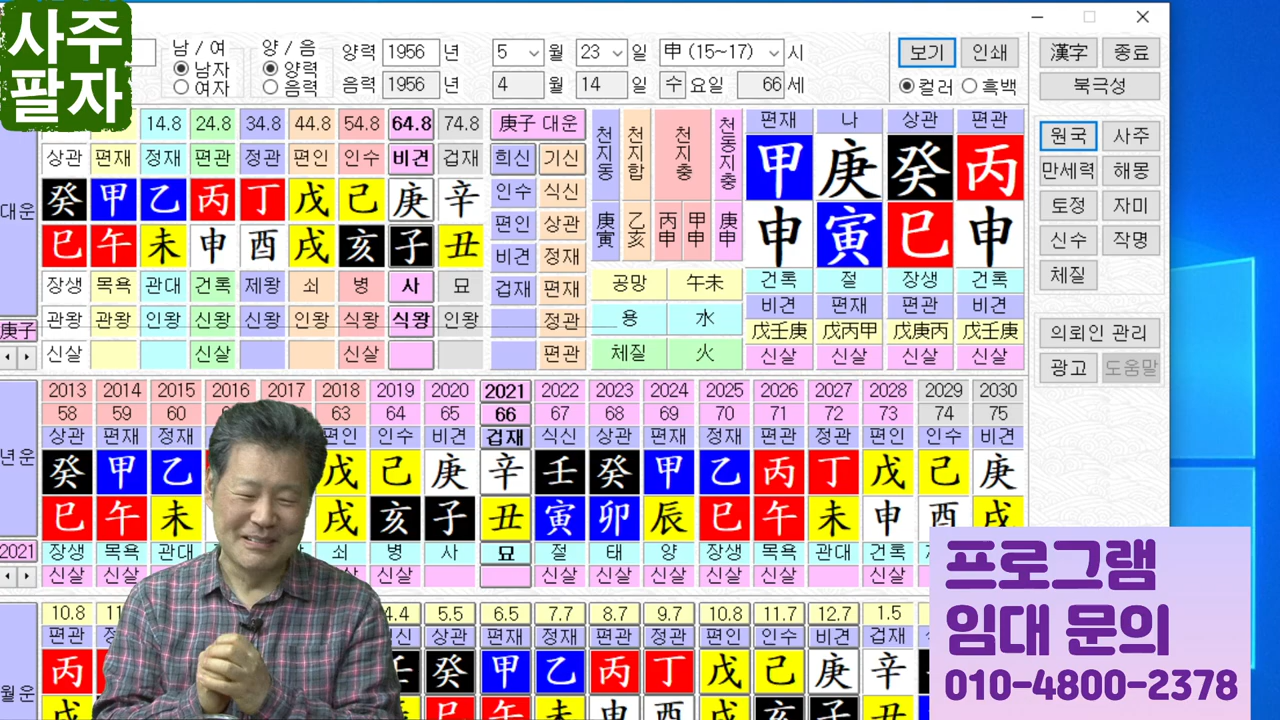 사주
팔자
남 / 여
남자
여자
양 / 음
양력
음력
양력 1956 년 5 월 23 일 申 (15~17) 시
음력 1956 년 4 월 14 일 수 요일 66 세
보기 인쇄
컬러 흑백
漢字 종료
북극성
원국 사주
만세력 해몽
토정 자미
신수 작명
체질
의뢰인 관리
광고 도움말
대운
14.8 24.8 34.8 44.8 54.8 64.8 74.8
상관 편재 정재 편관 정관 편인 인수 비견 겁재
癸 甲 乙 丙 丁 戊 己 庚 辛
巳 午 未 申 酉 戌 亥 子 丑
장생 목욕 관대 건록 제왕 쇠 병 사 묘
관왕 관왕 인왕 신왕 신왕 인왕 식왕 식왕 인왕
신살 신살 신살
庚子
庚子 대운
희신 기신
인수 식신
편인 상관
비견 정재
겁재 편재
정관
편관
천지동 천지합 천지충 천동지충
庚寅 乙亥 丙申 甲申 庚申
공망 午未
용 水
체질 火
편재 나 상관 편관
甲 庚 癸 丙
申 寅 巳 申
건록 절 장생 건록
비견 편재 편관 비견
戊壬庚 戊丙甲 戊庚丙 戊壬庚
신살 신살 신살 신살
년운
2013 2014 2015 2016 2017 2018 2019 2020 2021 2022 2023 2024 2025 2026 2027 2028 2029 2030
58 59 60 63 64 65 66 67 68 69 70 71 72 73 74 75
상관 편재 정재 편인 인수 비견 겁재 식신 상관 편재 정재 편관 정관 편인 인수 비견
癸 甲 乙 戊 己 庚 辛 壬 癸 甲 乙 丙 丁 戊 己 庚
巳 午 未 戌 亥 子 丑 寅 卯 辰 巳 午 未 申 酉 戌
장생 목욕 관대 쇠 병 사 묘 절 태 양 장생 목욕 관대 건록
신살 신살 신살 신살 신살 신살 신살 신살 신살 신살
2021
월운
10.8 5.5 6.5 7.7 8.7 9.7 10.8 11.7 12.7 1.5
편관 상관 편재 정재 편관 정관 편인 인수 비견 겁재
丙 癸 甲 乙 丙 丁 戊 己 庚 辛
戊 巳 午 未 申 酉 戌 亥 子 丑
프로그램
임대 문의
010-4800-2378